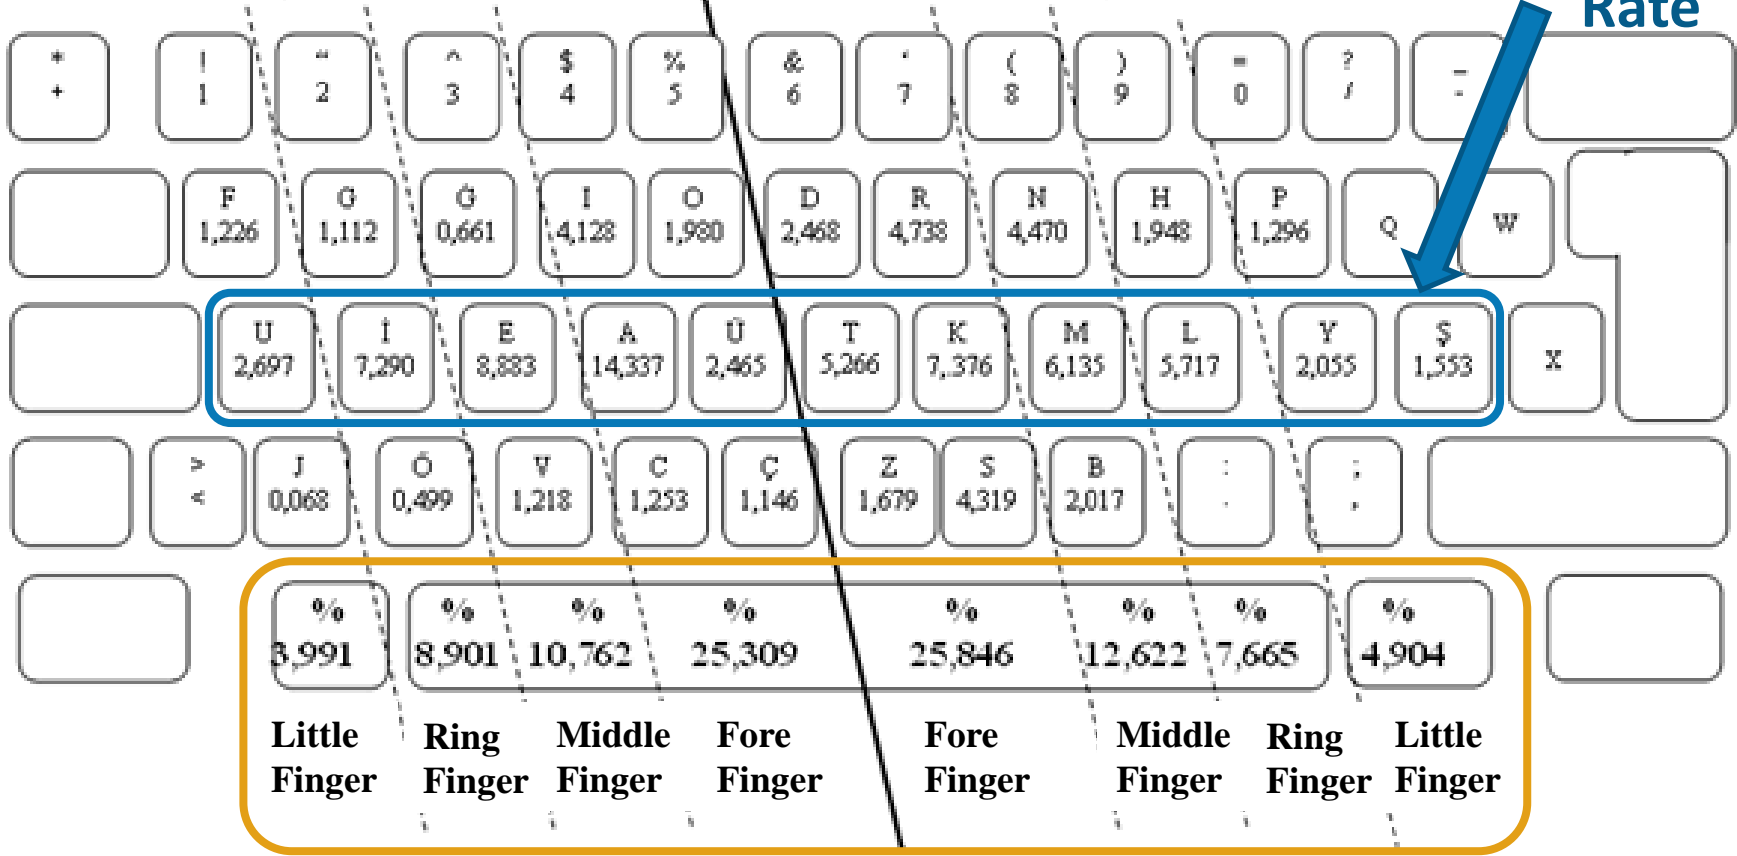 Rate
* ! “ ^ $ % & ‘ ( ) = ? _
+ 1 2 3 4 5 6 7 8 9 0 / -
F G Ğ I O D R N H P Q W
1,226 1,112 0,661 4,128 1,980 2,468 4,738 4,470 1,948 1,296
U İ E A Ü T K M L Y Ş X
2,697 7,290 8,883 14,337 2,465 5,266 7,376 6,135 5,717 2,055 1,553
> J Ö V C Ç Z S B : ;
< 0,068 0,499 1,218 1,253 1,146 1,679 4,319 2,017 . ,
% % % % % % % %
3,991 8,901 10,762 25,309 25,846 12,622 7,665 4,904
Little Ring Middle Fore Fore Middle Ring Little
Finger Finger Finger Finger Finger Finger Finger Finger